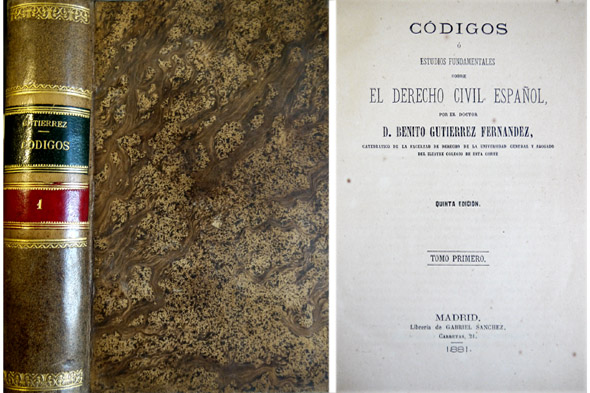 GUTIERREZ
CÓDIGOS
1
CÓDIGOS
Ó
ESTUDIOS FUNDAMENTALES
SOBRE
EL DERECHO CIVIL ESPAÑOL,
POR EL DOCTOR
D. BENITO GUTIERREZ FERNANDEZ,
CATEDRÁTICO DE LA FACULTAD DE DERECHO DE LA UNIVERSIDAD CENTRAL Y ABOGADO
DEL ILUSTRE COLEGIO DE ESTA CORTE
QUINTA EDICION.
TOMO PRIMERO.
MADRID,
Librería de GABRIEL SANCHEZ,
CARRETAS, 21.
1881.